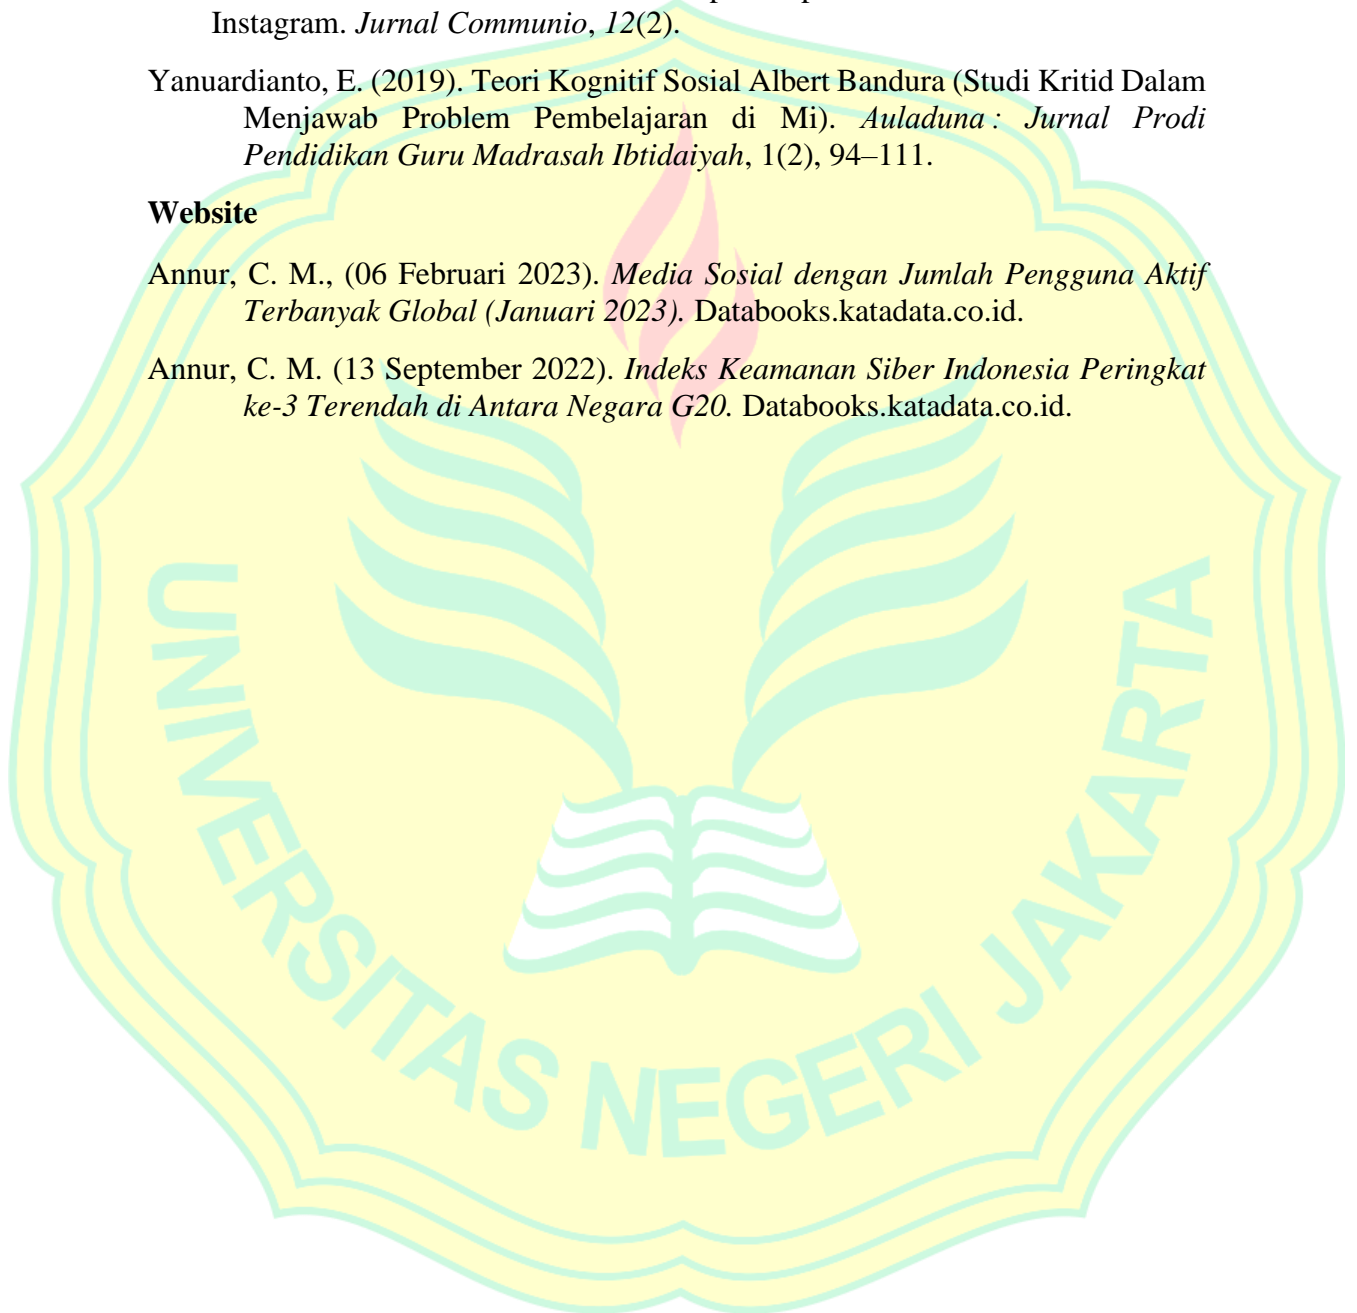 Instagram. Jurnal Communio, 12(2).
Yanuardianto, E. (2019). Teori Kognitif Sosial Albert Bandura (Studi Kritid Dalam
Menjawab Problem Pembelajaran di Mi). Auladuna : Jurnal Prodi
Pendidikan Guru Madrasah Ibtidaiyah, 1(2), 94–111.
Website
Annur, C. M., (06 Februari 2023). Media Sosial dengan Jumlah Pengguna Aktif
Terbanyak Global (Januari 2023). Databooks.katadata.co.id.
Annur, C. M. (13 September 2022). Indeks Keamanan Siber Indonesia Peringkat
ke-3 Terendah di Antara Negara G20. Databooks.katadata.co.id.
UNIVERSITAS NEGERI JAKARTA